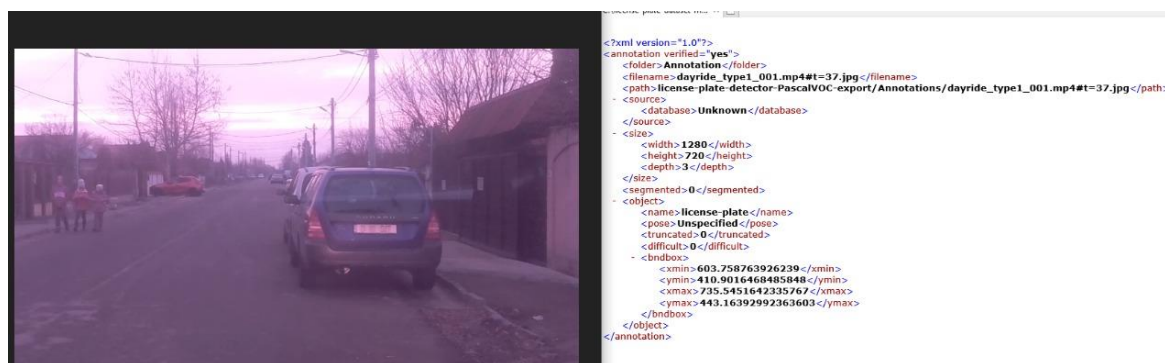 <?xml version="1.0"?>
<annotation verified="yes">
<folder>Annotation</folder>
<filename>dayride_type1_001.mp4#t=37.jpg</filename>
<path>license-plate-detector-PascalVOC-export/Annotations/dayride_type1_001.mp4#t=37.jpg</path>
- <source>
<database>Unknown</database>
</source>
- <size>
<width>1280</width>
<height>720</height>
<depth>3</depth>
</size>
<segmented>0</segmented>
- <object>
<name>license-plate</name>
<pose>Unspecified</pose>
<truncated>0</truncated>
<difficult>0</difficult>
- <bndbox>
<xmin>603.758763926239</xmin>
<ymin>410.9016468485848</ymin>
<xmax>735.5451642335767</xmax>
<ymax>443.16392992363603</ymax>
</bndbox>
</object>
</annotation>